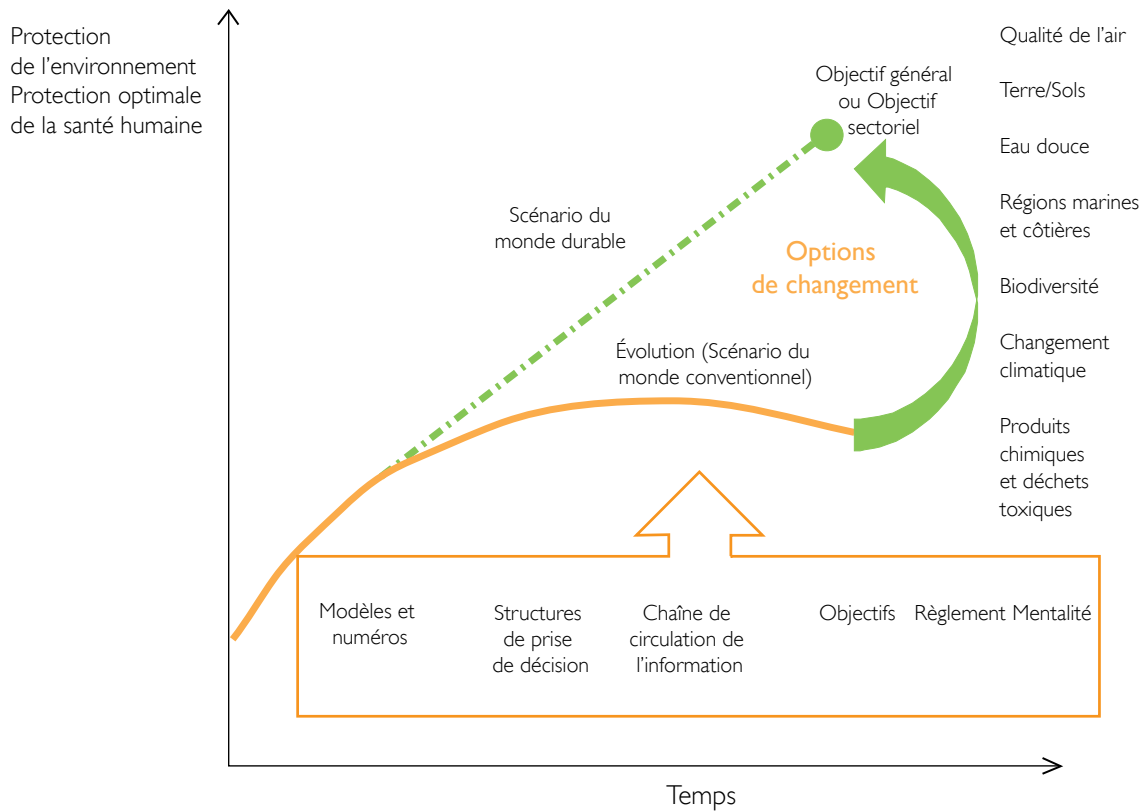 Protection
de l'environnement
Protection optimale
de la santé humaine
Objectif général
ou Objectif
sectoriel
Scénario du
monde durable
Options
de changement
Évolution (Scénario du
monde conventionnel)
Qualité de l'air
Terre/Sols
Eau douce
Régions marines
et côtières
Biodiversité
Changement
climatique
Produits
chimiques
et déchets
toxiques
Modèles et
numéros
Structures
de prise
de décision
Chaîne de
circulation de
l'information
Objectifs
Règlement
Mentalité
Temps